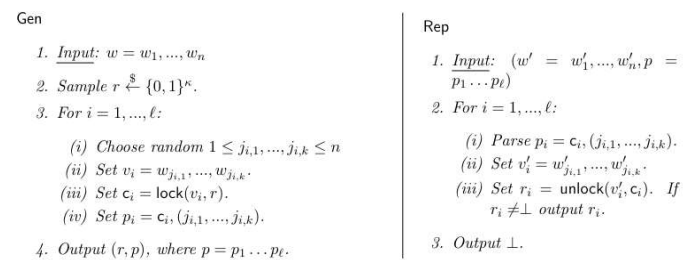 Gen
1. Input: w = w₁, ..., wₙ
2. Sample r ←$ {0, 1}^κ.
3. For i = 1, ..., ℓ:
(i) Choose random 1 ≤ j_{i,1}, ..., j_{i,k} ≤ n
(ii) Set v_i = w_{j_{i,1}}, ..., w_{j_{i,k}}.
(iii) Set c_i = lock(v_i, r).
(iv) Set p_i = c_i, (j_{i,1}, ..., j_{i,k}).
4. Output (r, p), where p = p₁ ... p_ℓ.
Rep
1. Input: (w′ = w′₁, ..., w′ₙ, p =
p₁ ... p_ℓ)
2. For i = 1, ..., ℓ:
(i) Parse p_i = c_i, (j_{i,1}, ..., j_{i,k}).
(ii) Set v′_i = w′_{j_{i,1}}, ..., w′_{j_{i,k}}.
(iii) Set r_i = unlock(v′_i, c_i). If
r_i ≠⊥ output r_i.
3. Output ⊥.